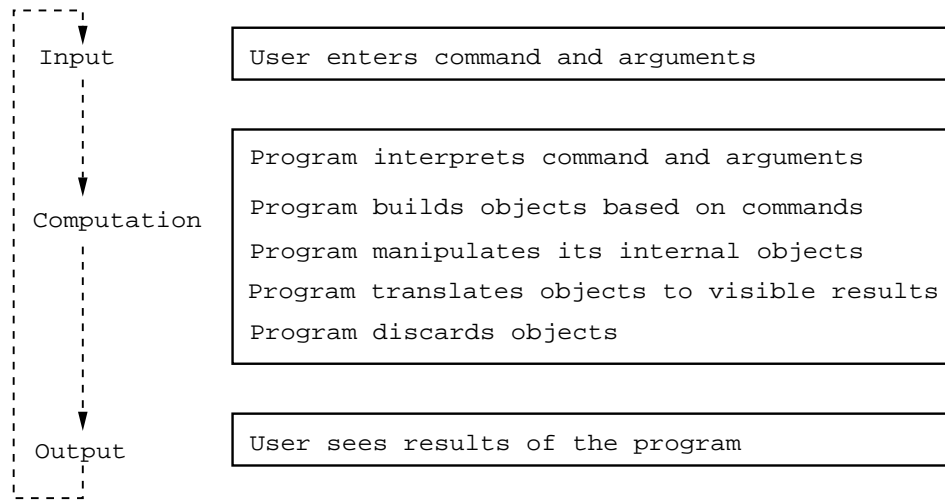 Input
User enters command and arguments
Program interprets command and arguments
Program builds objects based on commands
Computation
Program manipulates its internal objects
Program translates objects to visible results
Program discards objects
Output
User sees results of the program